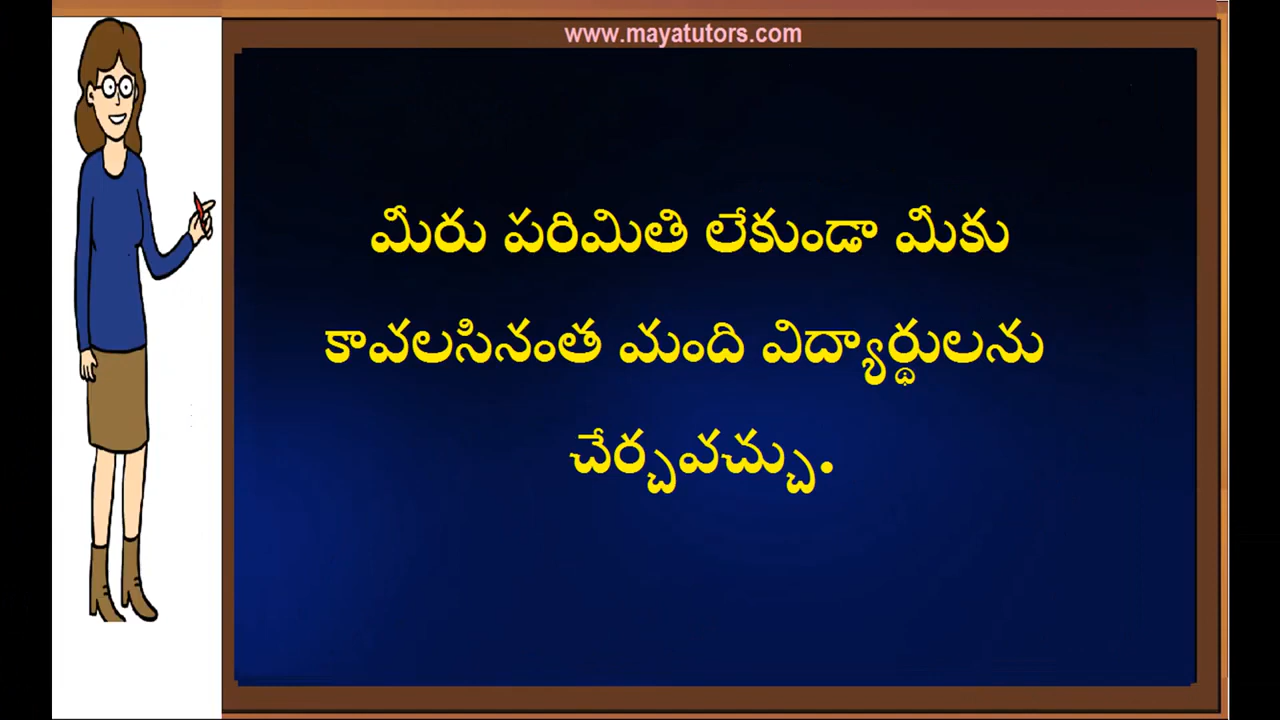 www.mayatutors.com
మీరు పరిమితి లేకుండా మీకు
కావలసినంత మంది విద్యార్థులను
చేర్చవచ్చు.